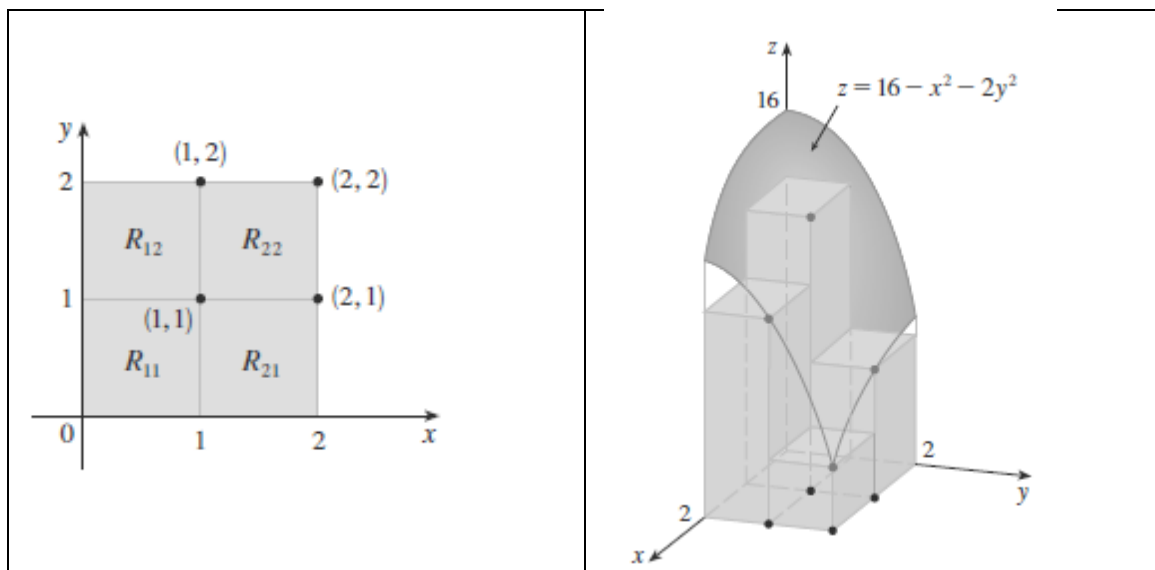 y
(1, 2)
2
(2, 2)
R₁₂
R₂₂
1
(2, 1)
(1, 1)
R₁₁
R₂₁
0
1
2
x
z
16
z = 16 − x² − 2y²
2
y
2
x